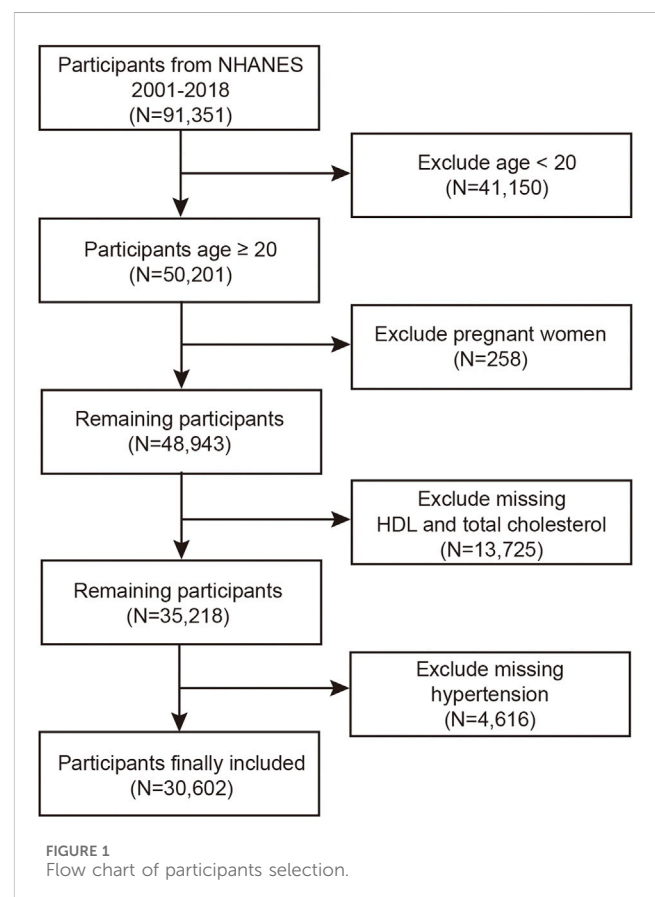 Participants from NHANES
2001-2018
(N=91,351)
Exclude age < 20
(N=41,150)
Participants age ≥ 20
(N=50,201)
Exclude pregnant women
(N=258)
Remaining participants
(N=48,943)
Exclude missing
HDL and total cholesterol
(N=13,725)
Remaining participants
(N=35,218)
Exclude missing
hypertension
(N=4,616)
Participants finally included
(N=30,602)
FIGURE 1
Flow chart of participants selection.